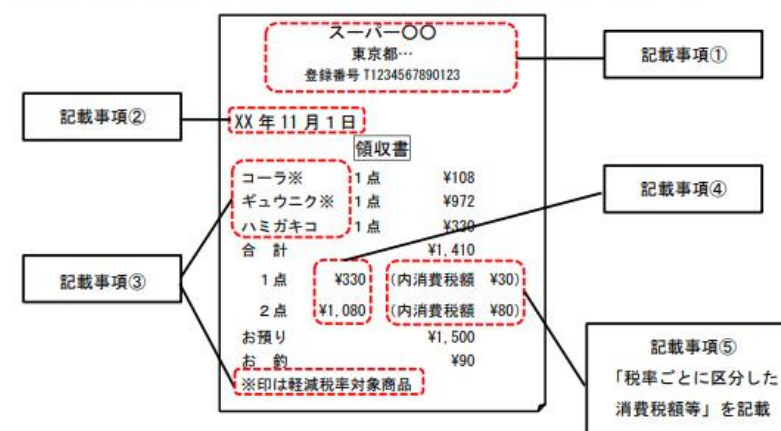 スーパー〇〇
東京都…
登録番号 T1234567890123
記載事項①
記載事項②
XX 年 11 月 1 日
領収書
コーラ※ 1 点 ¥108
ギュウニク※ 1 点 ¥972
ハミガキコ 1 点 ¥330
記載事項④
合 計 ¥1,410
記載事項③
1 点 ¥330 (内消費税額 ¥30)
2 点 ¥1,080 (内消費税額 ¥80)
お預り ¥1,500
お 釣 ¥90
※印は軽減税率対象商品
記載事項⑤
「税率ごとに区分した
消費税額等」を記載